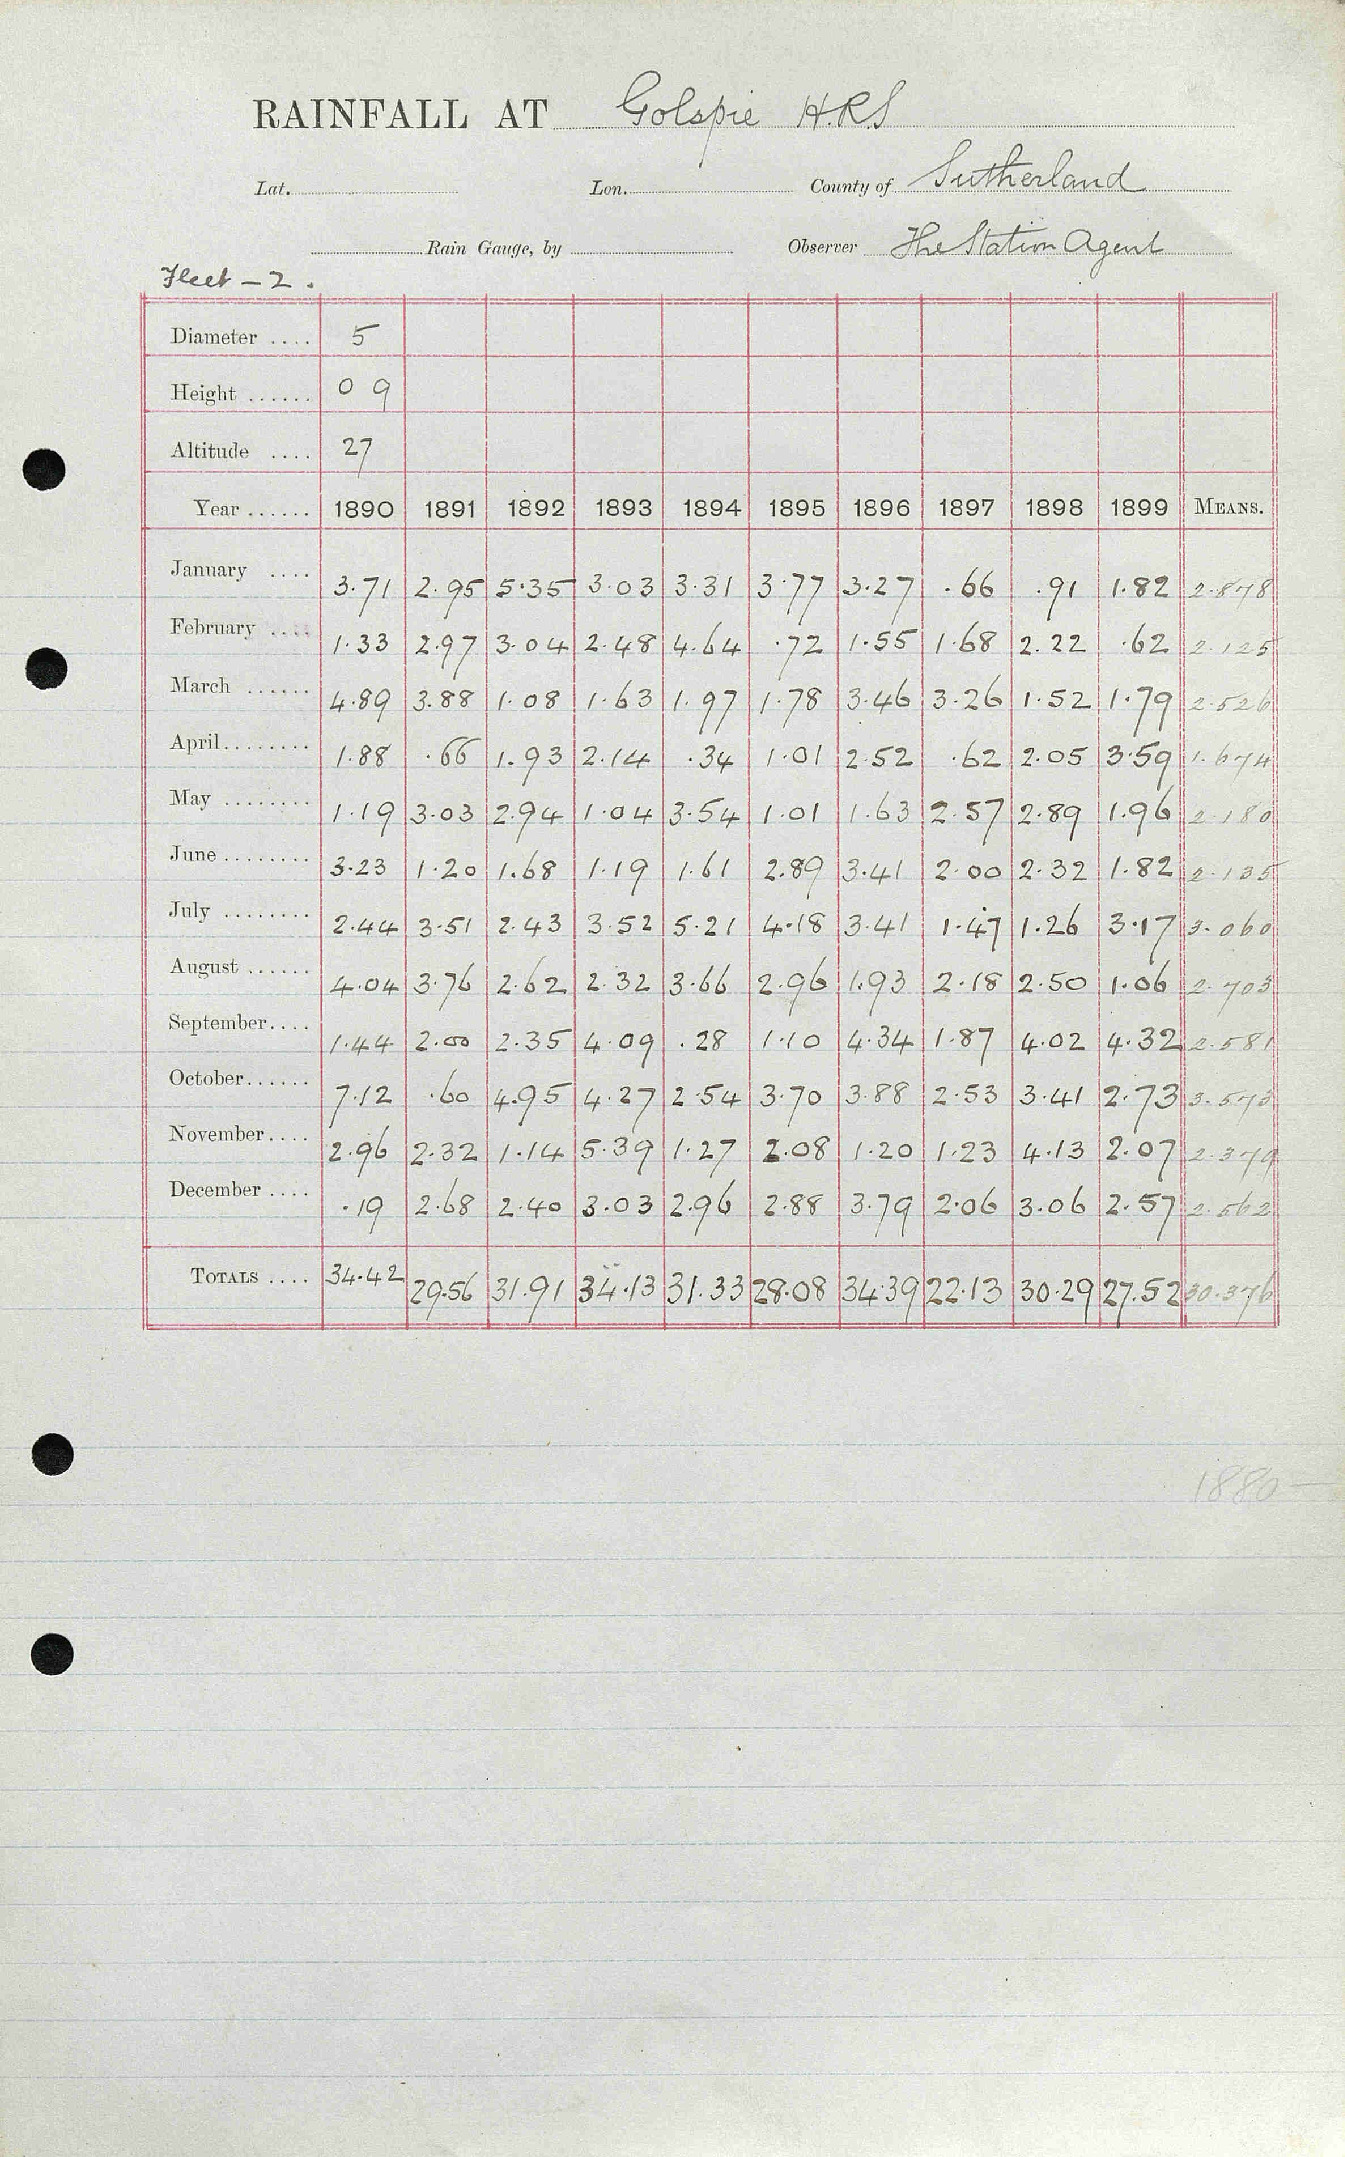 RAINFALL AT Golspie H.R.S
Lat. Lon. County of Sutherland
Rain Gauge, by Observer The Station Agent
Fleet – 2.
Diameter .... 5
Height ...... 0 9
Altitude .... 27
Year ...... 1890 1891 1892 1893 1894 1895 1896 1897 1898 1899 MEANS.
January .... 3.71 2.95 5.35 3.03 3.31 3.77 3.27 .66 .91 1.82 2.878
February .... 1.33 2.97 3.04 2.48 4.64 .72 1.55 1.68 2.22 .62 2.125
March ...... 4.89 3.88 1.08 1.63 1.97 1.78 3.46 3.26 1.52 1.79 2.526
April........ 1.88 .66 1.93 2.14 .34 1.01 2.52 .62 2.05 3.59 1.674
May ........ 1.19 3.03 2.94 1.04 3.54 1.01 1.63 2.57 2.89 1.96 2.180
June ........ 3.23 1.20 1.68 1.19 1.61 2.89 3.41 2.00 2.32 1.82 2.135
July ........ 2.44 3.51 2.43 3.52 5.21 4.18 3.41 1.47 1.26 3.17 3.060
August ...... 4.04 3.76 2.62 2.32 3.66 2.96 1.93 2.18 2.50 1.06 2.703
September.... 1.44 2.00 2.35 4.09 .28 1.10 4.34 1.87 4.02 4.32 2.581
October...... 7.12 .60 4.95 4.27 2.54 3.70 3.88 2.53 3.41 2.73 3.573
November.... 2.96 2.32 1.14 5.39 1.27 2.08 1.20 1.23 4.13 2.07 2.379
December .... .19 2.68 2.40 3.03 2.96 2.88 3.79 2.06 3.06 2.57 2.562
TOTALS .... 34.42 29.56 31.91 34.13 31.33 28.08 34.39 22.13 30.29 27.52 30.376
1880 —